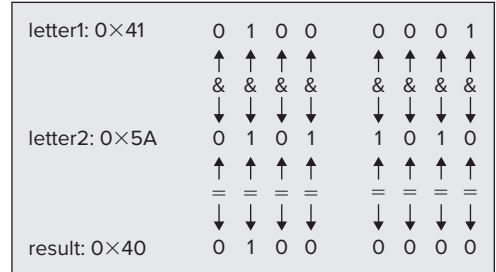 letter1: 0×41 0 1 0 0 0 0 0 1
& & & & & & & &
letter2: 0×5A 0 1 0 1 1 0 1 0
= = = = = = = =
result: 0×40 0 1 0 0 0 0 0 0